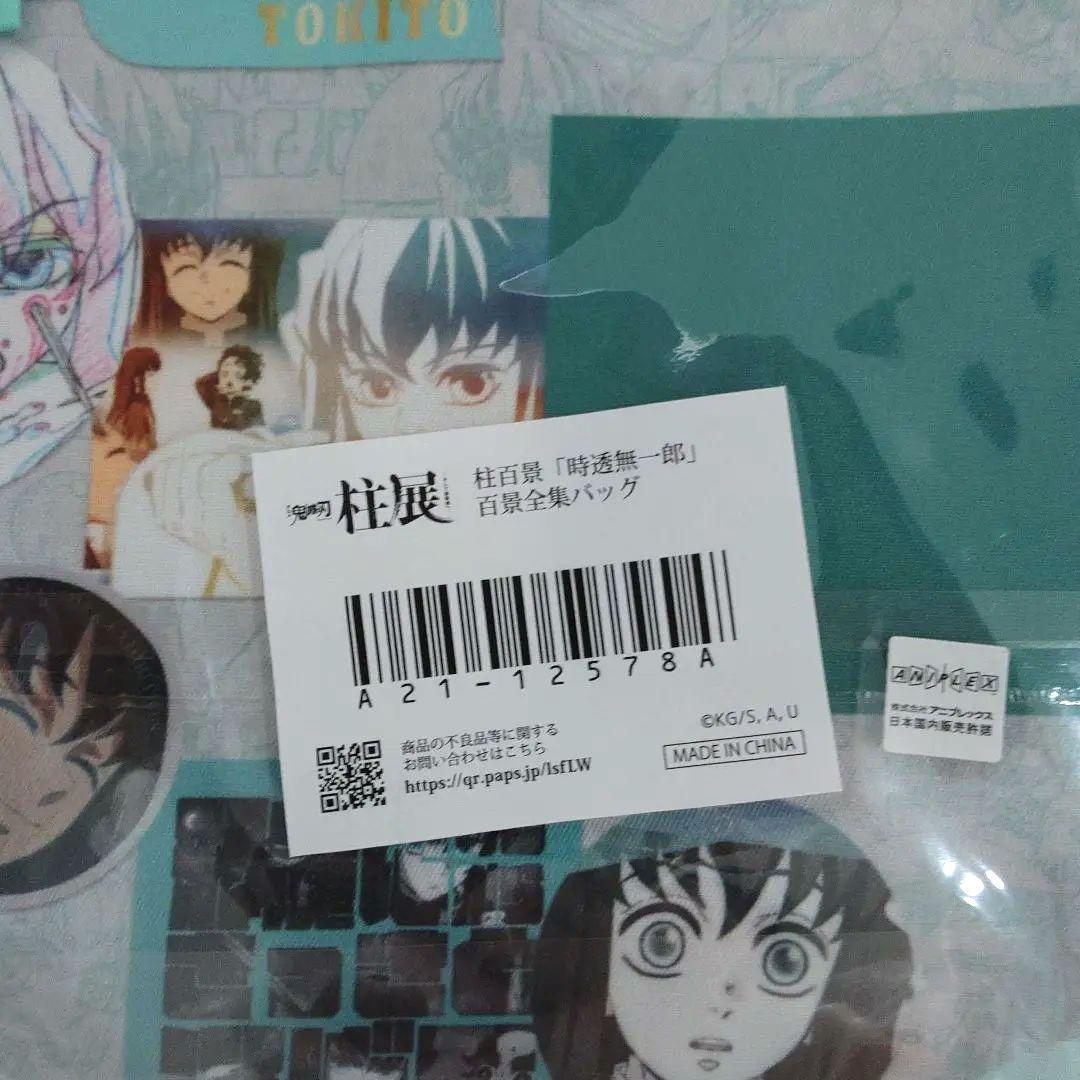 TOKITO
鬼滅の刃 柱展
柱百景「時透無一郎」
百景全集バッグ
A21-12578A
商品の不良品等に関する
お問い合わせはこちら
https://qr.paps.jp/lsfLW
©KG/S, A, U
MADE IN CHINA
ANIPLEX
株式会社アニプレックス
日本国内販売許諾